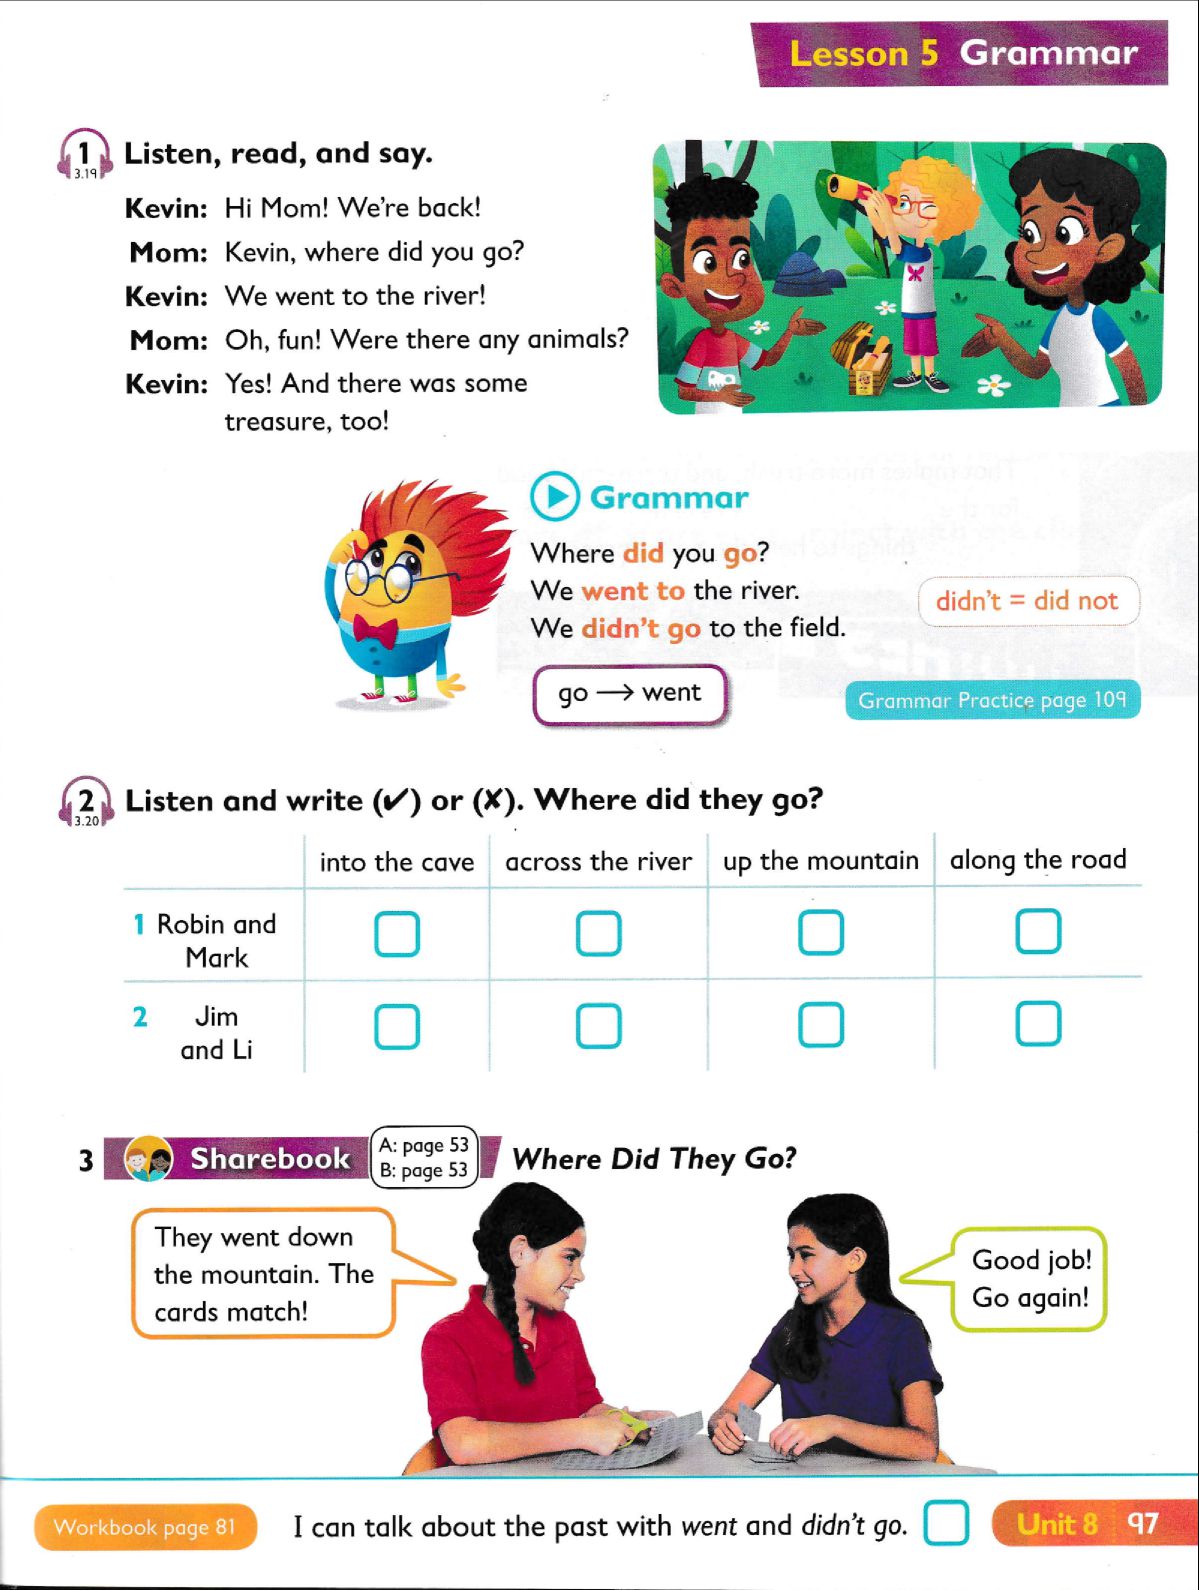 Lesson 5 Grammar
1
3.19
Listen, read, and say.
Kevin: Hi Mom! We're back!
Mom: Kevin, where did you go?
Kevin: We went to the river!
Mom: Oh, fun! Were there any animals?
Kevin: Yes! And there was some
treasure, too!
Grammar
Where did you go?
We went to the river.
We didn't go to the field.
didn't = did not
go → went
Grammar Practice page 109
2
3.20
Listen and write (✔) or (✘). Where did they go?
into the cave across the river up the mountain along the road
1 Robin and
Mark
2 Jim
and Li
3 Sharebook
A: page 53
B: page 53
Where Did They Go?
They went down
the mountain. The
cards match!
Good job!
Go again!
Workbook page 81
I can talk about the past with went and didn't go.
Unit 8 97